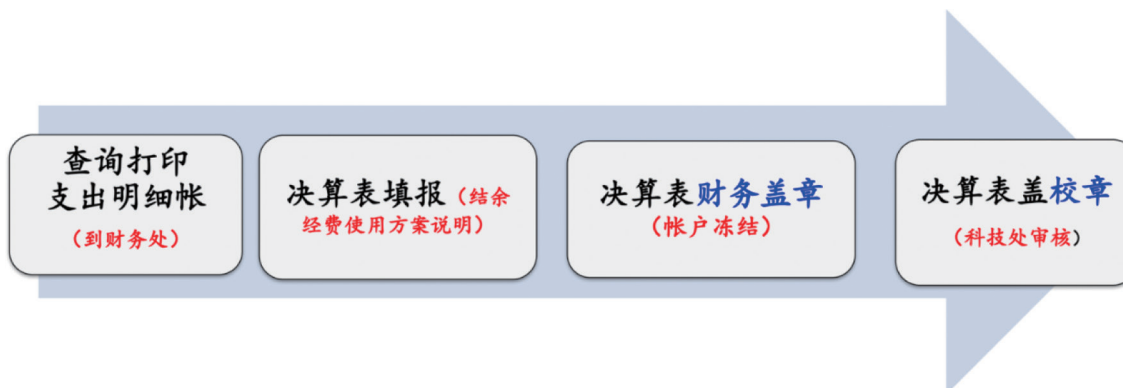 查询打印
支出明细帐
（到财务处）
决算表填报（结余
经费使用方案说明）
决算表财务盖章
（帐户冻结）
决算表盖校章
（科技处审核）